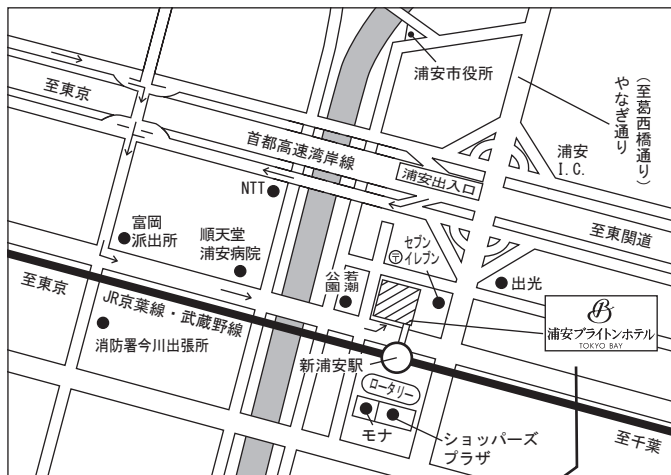 浦安市役所
至東京
(至葛西橋通り)
やなぎ通り
首都高速湾岸線
浦安出入口
浦安
I.C.
NTT
至東関道
富岡
派出所
順天堂
浦安病院
若潮
公園
〒
セブン
イレブン
出光
至東京
JR京葉線・武蔵野線
消防署今川出張所
新浦安駅
B
浦安ブライトンホテル
TOKYO BAY
ロータリー
モナ
ショッパーズ
プラザ
至千葉